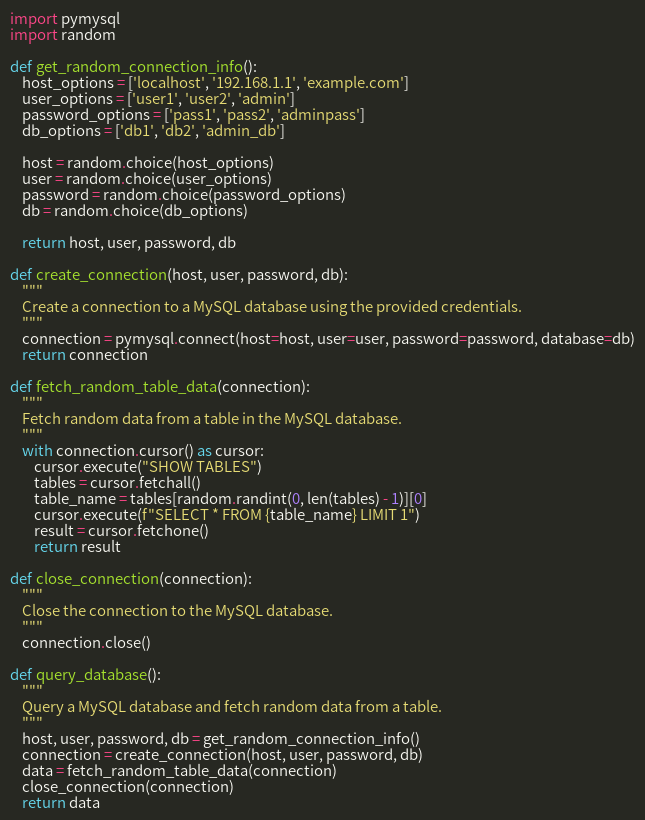 import pymysql
import random

def get_random_connection_info():
    host_options = ['localhost', '192.168.1.1', 'example.com']
    user_options = ['user1', 'user2', 'admin']
    password_options = ['pass1', 'pass2', 'adminpass']
    db_options = ['db1', 'db2', 'admin_db']

    host = random.choice(host_options)
    user = random.choice(user_options)
    password = random.choice(password_options)
    db = random.choice(db_options)

    return host, user, password, db

def create_connection(host, user, password, db):
    """
    Create a connection to a MySQL database using the provided credentials.
    """
    connection = pymysql.connect(host=host, user=user, password=password, database=db)
    return connection

def fetch_random_table_data(connection):
    """
    Fetch random data from a table in the MySQL database.
    """
    with connection.cursor() as cursor:
        cursor.execute("SHOW TABLES")
        tables = cursor.fetchall()
        table_name = tables[random.randint(0, len(tables) - 1)][0]
        cursor.execute(f"SELECT * FROM {table_name} LIMIT 1")
        result = cursor.fetchone()
        return result

def close_connection(connection):
    """
    Close the connection to the MySQL database.
    """
    connection.close()

def query_database():
    """
    Query a MySQL database and fetch random data from a table.
    """
    host, user, password, db = get_random_connection_info()
    connection = create_connection(host, user, password, db)
    data = fetch_random_table_data(connection)
    close_connection(connection)
    return data